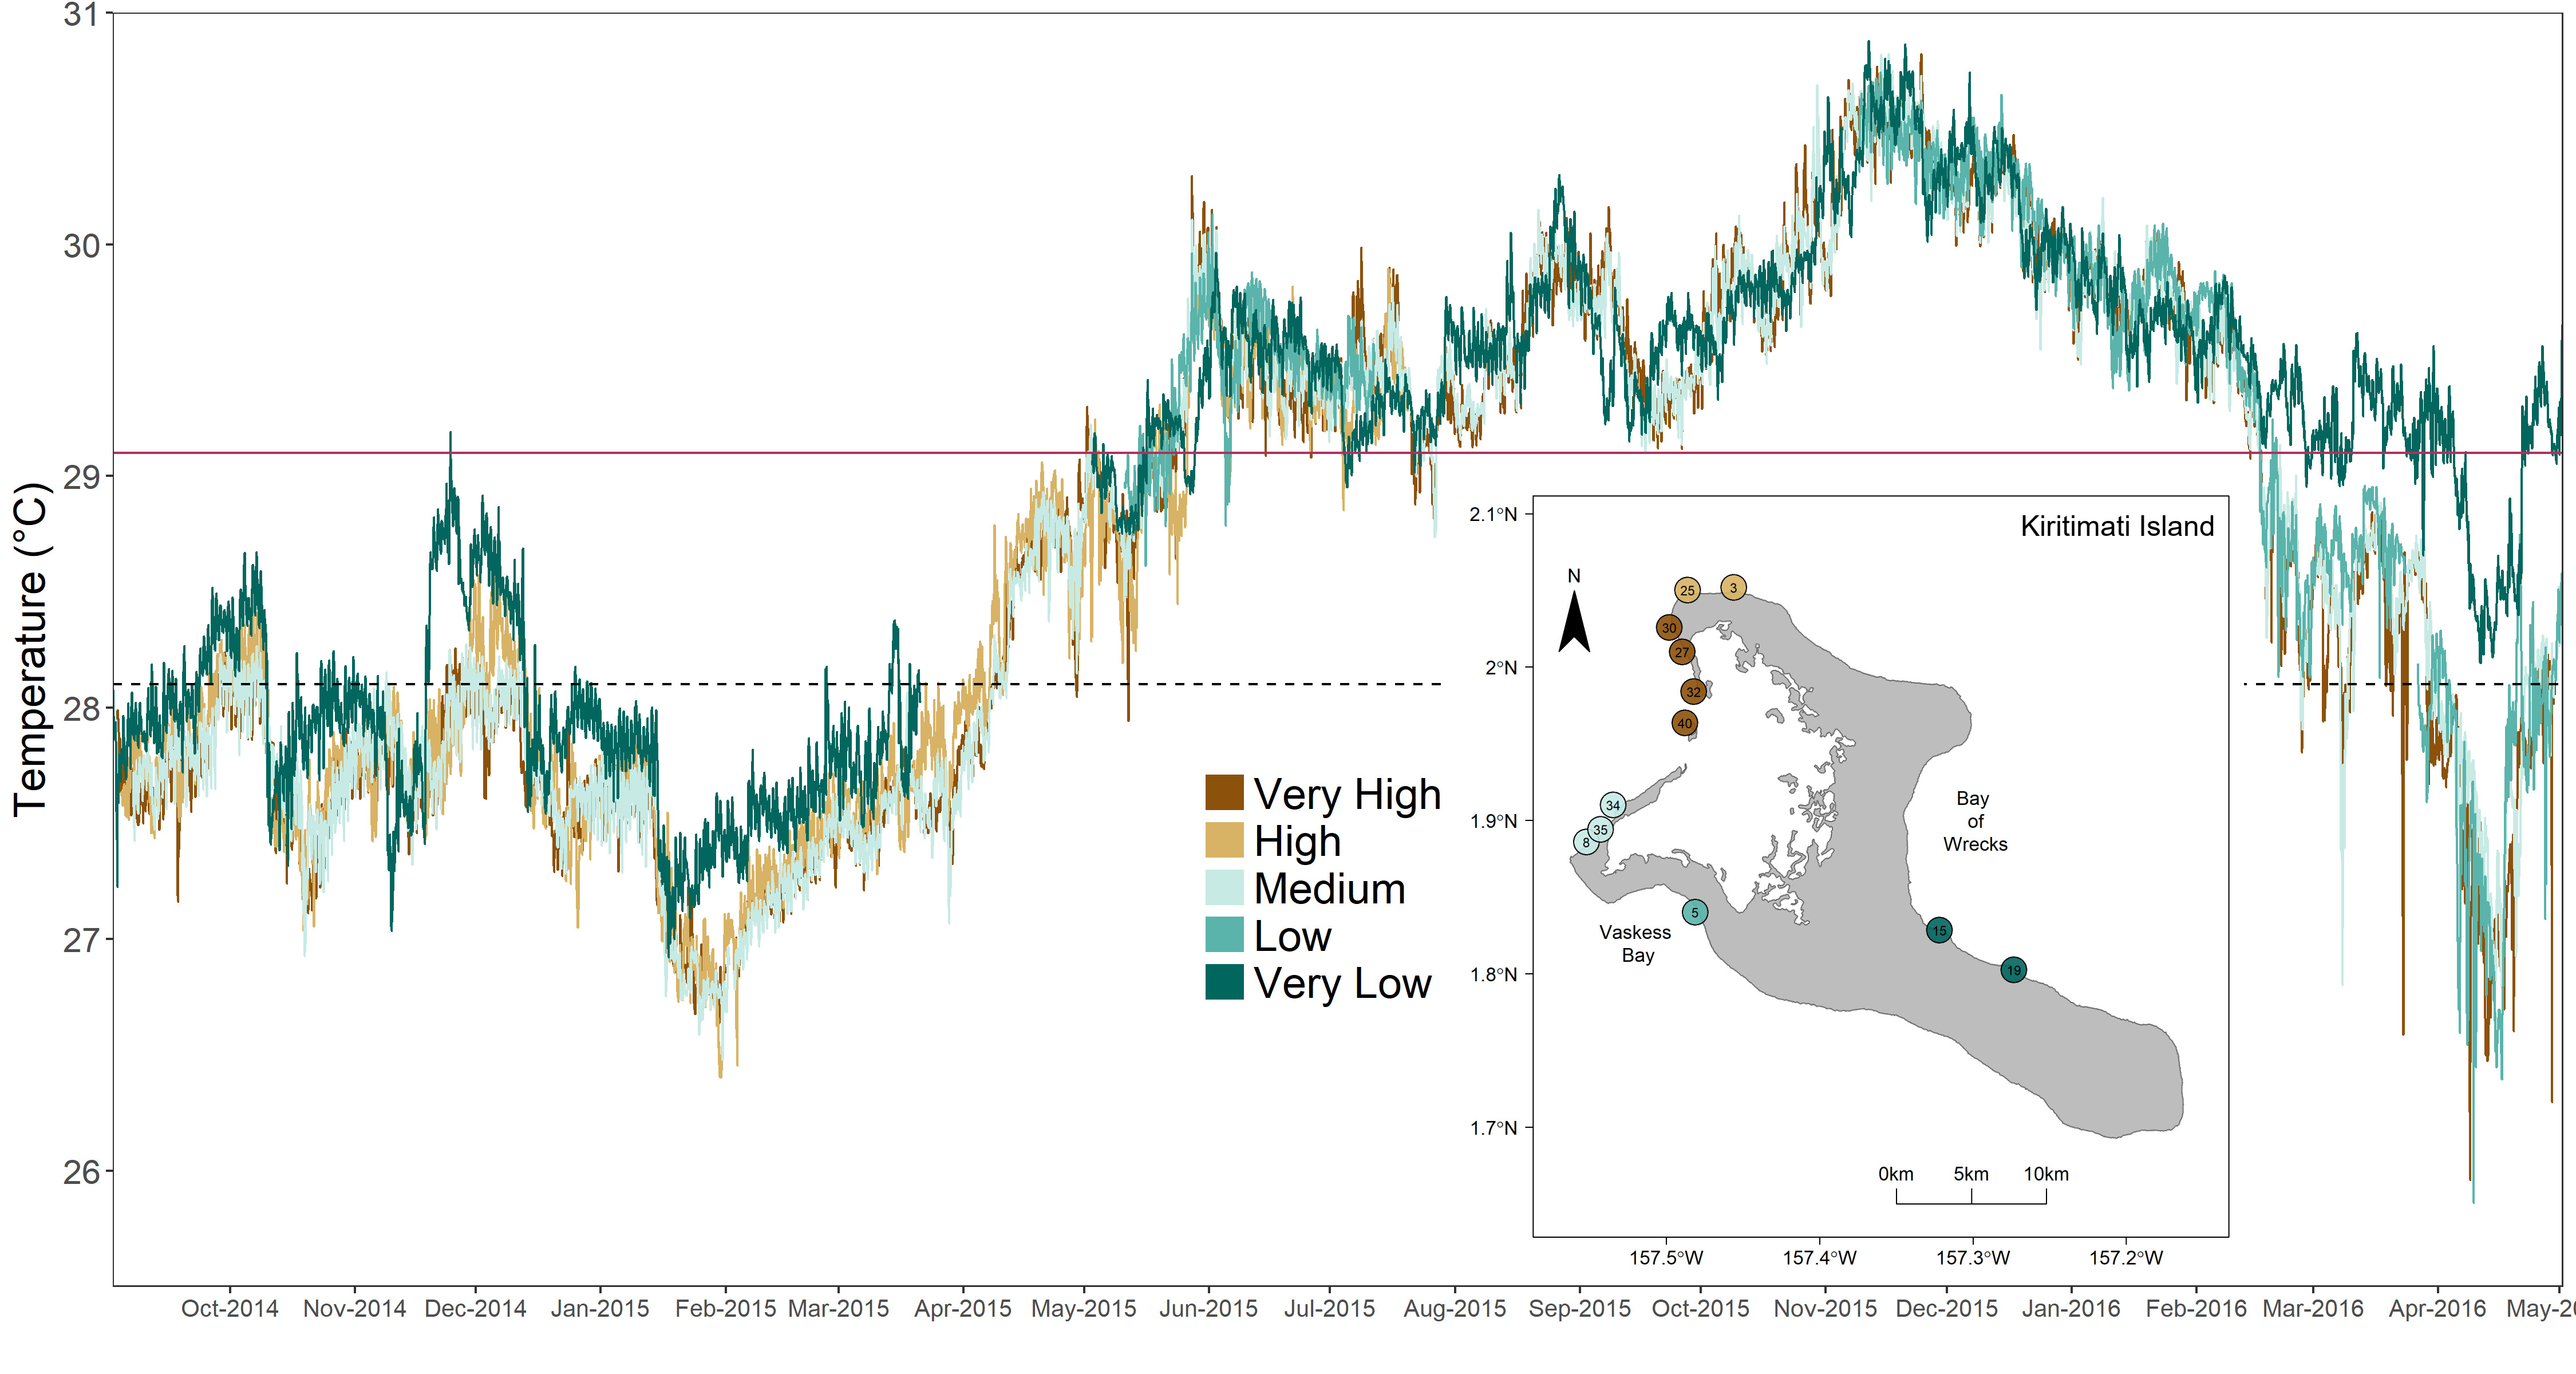 31
30
29
28
27
26
Temperature (°C)
Very High
High
Medium
Low
Very Low
Kiritimati Island
2.1°N
2°N
1.9°N
1.8°N
1.7°N
N
25
3
30
27
32
40
34
35
8
5
15
19
Bay
of
Wrecks
Vaskess
Bay
0km 5km 10km
157.5°W 157.4°W 157.3°W 157.2°W
Oct-2014 Nov-2014 Dec-2014 Jan-2015 Feb-2015 Mar-2015 Apr-2015 May-2015 Jun-2015 Jul-2015 Aug-2015 Sep-2015 Oct-2015 Nov-2015 Dec-2015 Jan-2016 Feb-2016 Mar-2016 Apr-2016 May-20